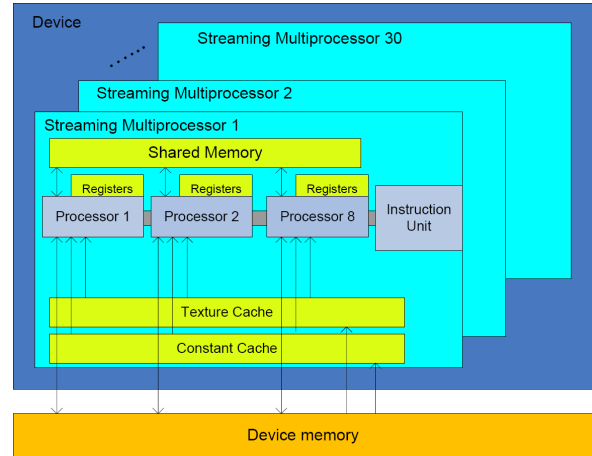 Device
Streaming Multiprocessor 30
Streaming Multiprocessor 2
Streaming Multiprocessor 1
Shared Memory
Registers
Registers
Registers
Processor 1
Processor 2
Processor 8
Instruction
Unit
Texture Cache
Constant Cache
Device memory